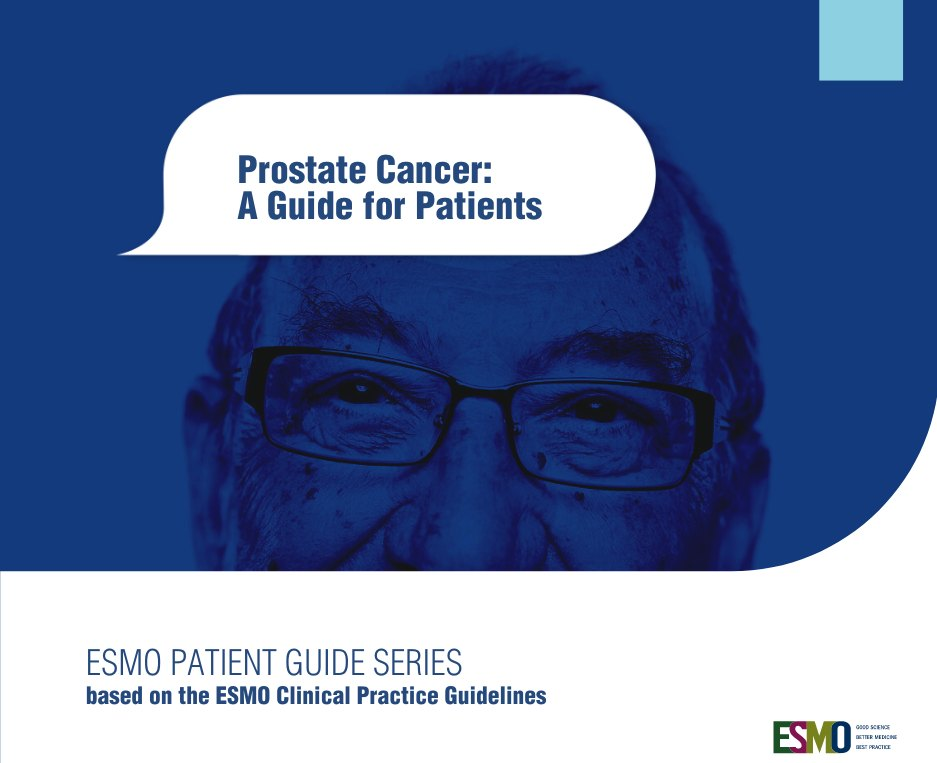 Prostate Cancer:
A Guide for Patients
ESMO PATIENT GUIDE SERIES
based on the ESMO Clinical Practice Guidelines
ESMO
GOOD SCIENCE
BETTER MEDICINE
BEST PRACTICE